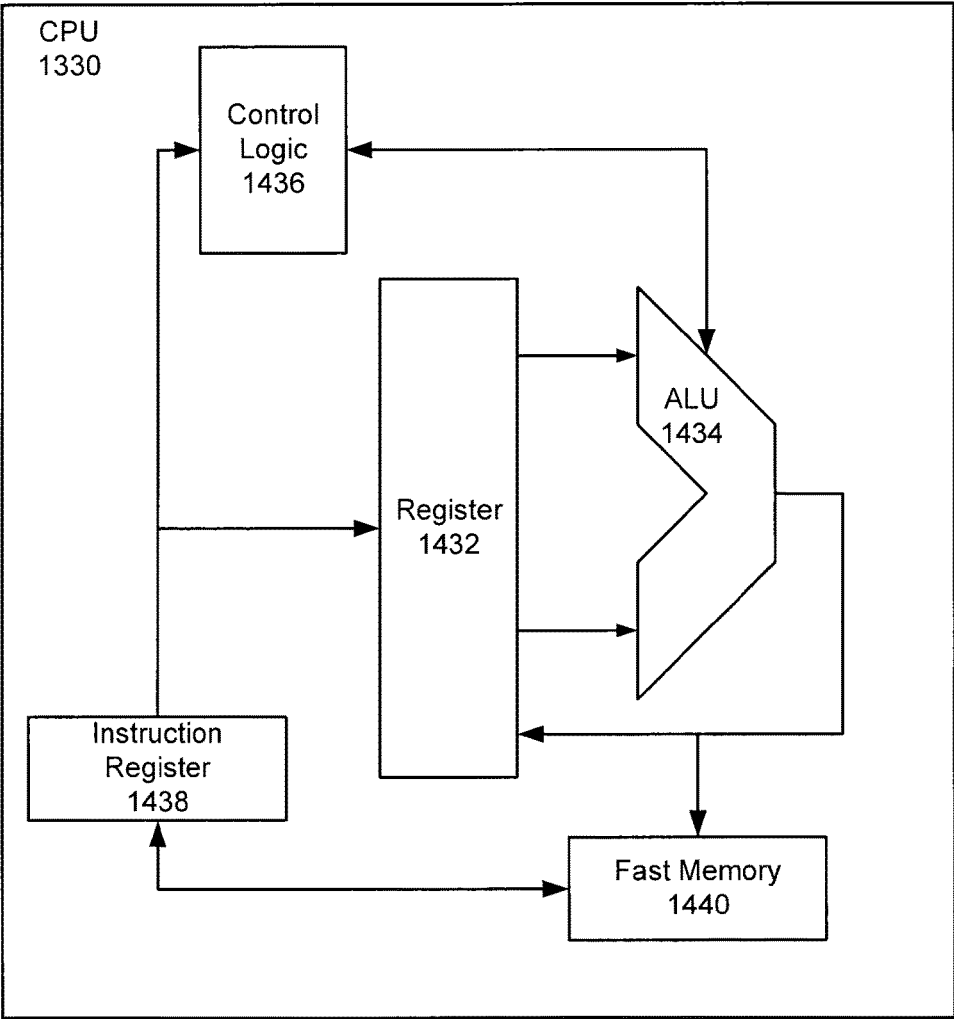 CPU
1330
Control
Logic
1436
ALU
1434
Register
1432
Instruction
Register
1438
Fast Memory
1440